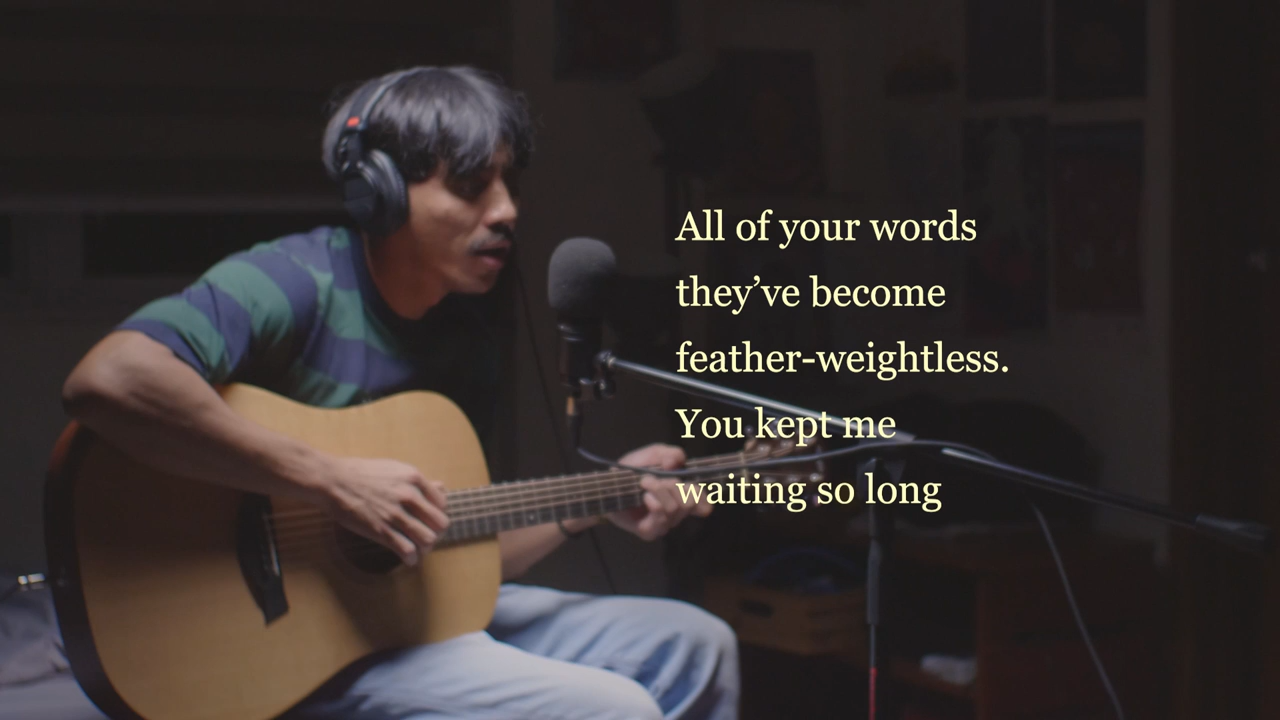 All of your words
they’ve become
feather-weightless.
You kept me
waiting so long